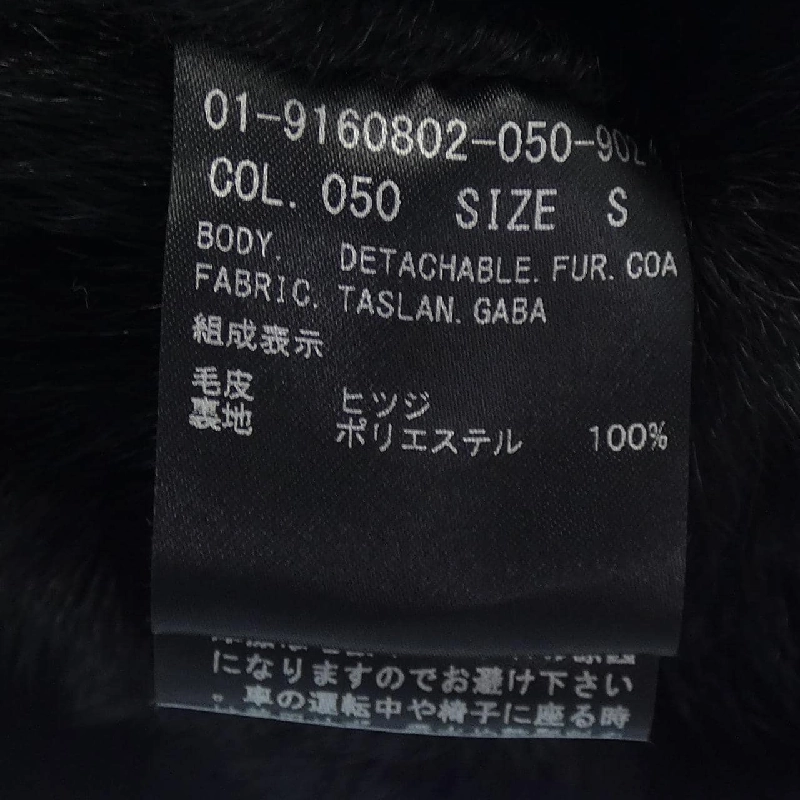 01-9160802-050-902
COL. 050 SIZE S
BODY. DETACHABLE. FUR. COA
FABRIC. TASLAN. GABA
組成表示
毛皮 ヒツジ
裏地 ポリエステル 100%
になりますのでお避け下さい
。車の運転中や椅子に座る時